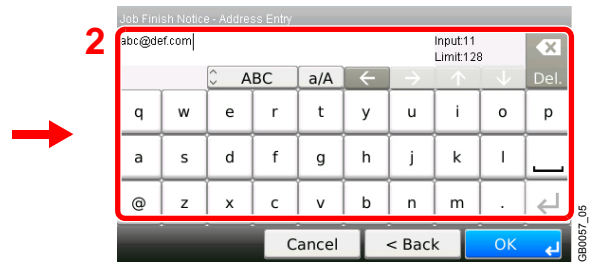 Job Finish Notice - Address Entry
2
abc@def.com
Input:11
Limit:128
Del.
ABC a/A
q w e r t y u i o p
a s d f g h j k l
@ z x c v b n m .
Cancel < Back OK
GB0057_05